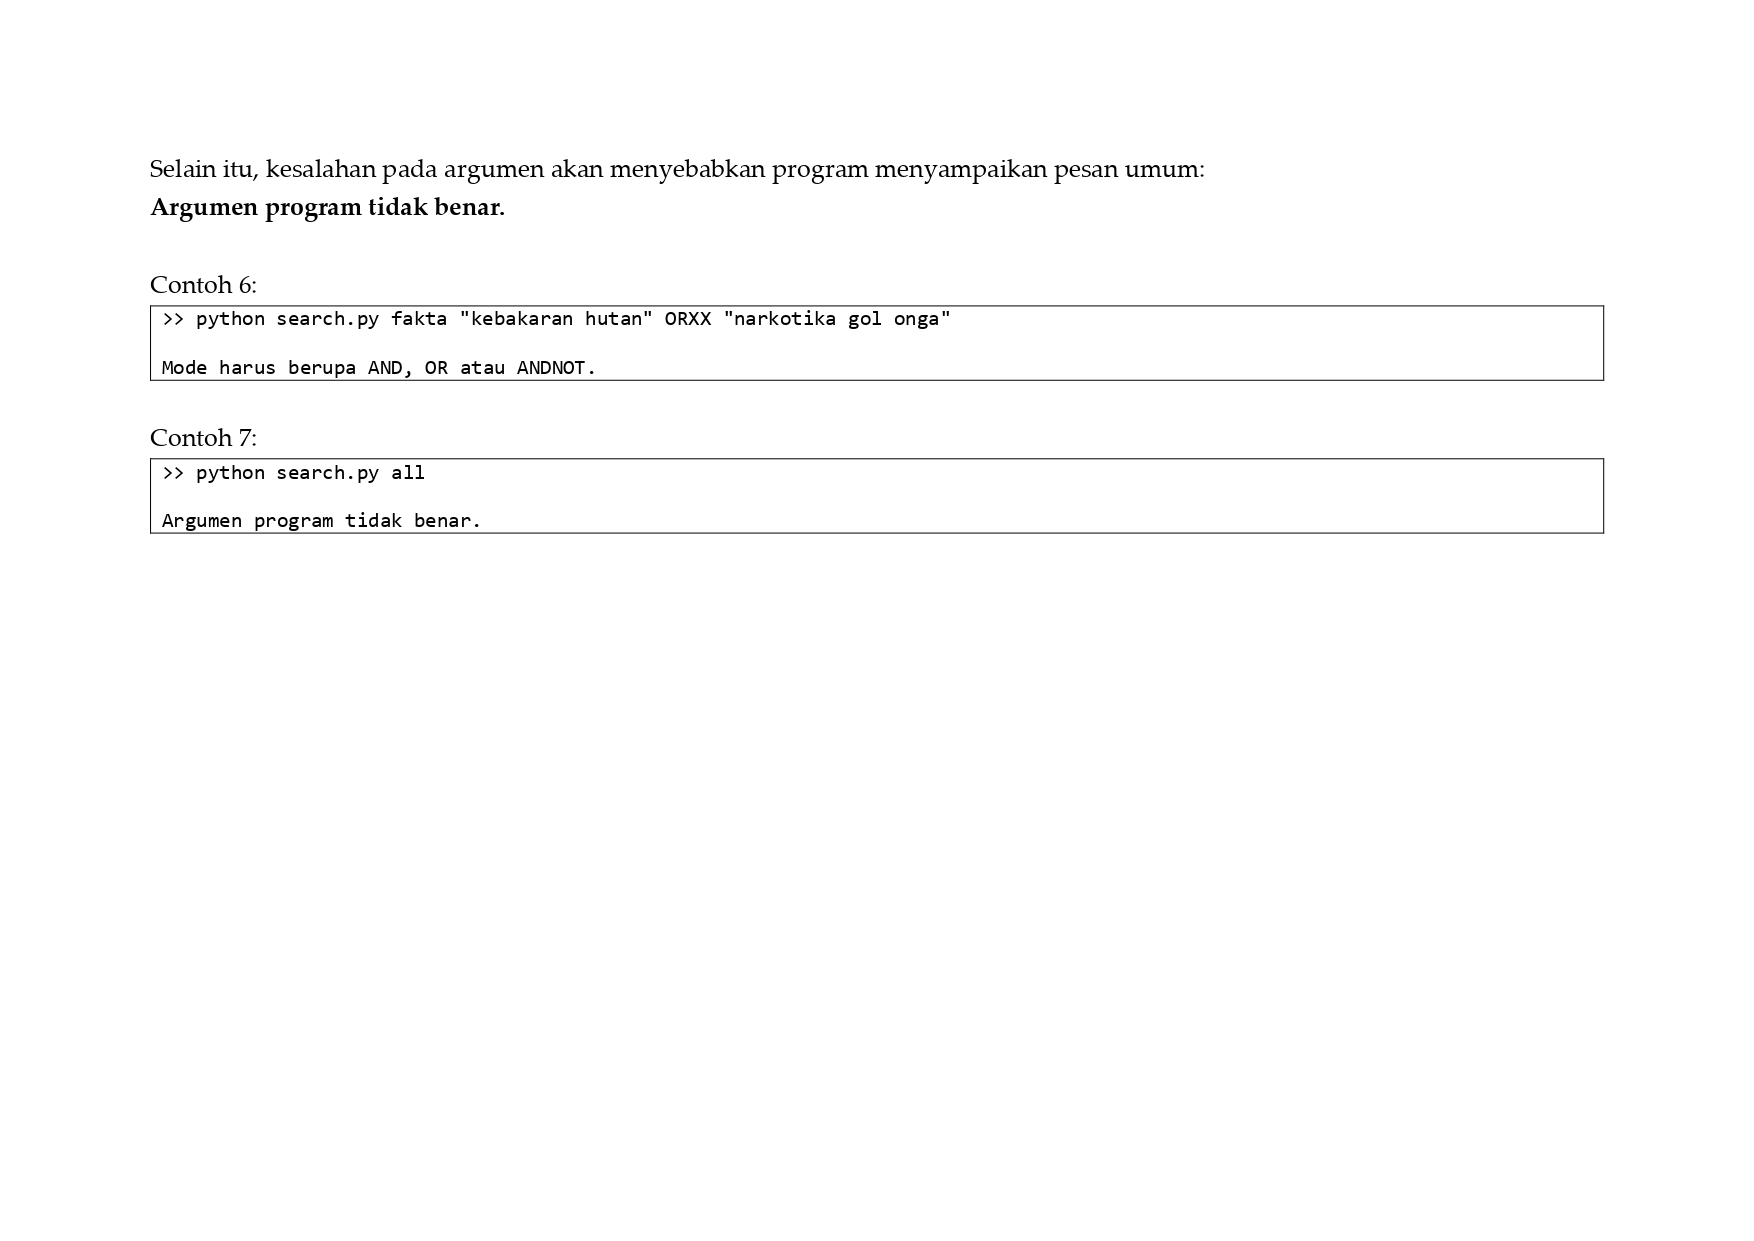 Selain itu, kesalahan pada argumen akan menyebabkan program menyampaikan pesan umum:
Argumen program tidak benar.
Contoh 6:
>> python search.py fakta "kebakaran hutan" ORXX "narkotika gol onga"
Mode harus berupa AND, OR atau ANDNOT.
Contoh 7:
>> python search.py all
Argumen program tidak benar.